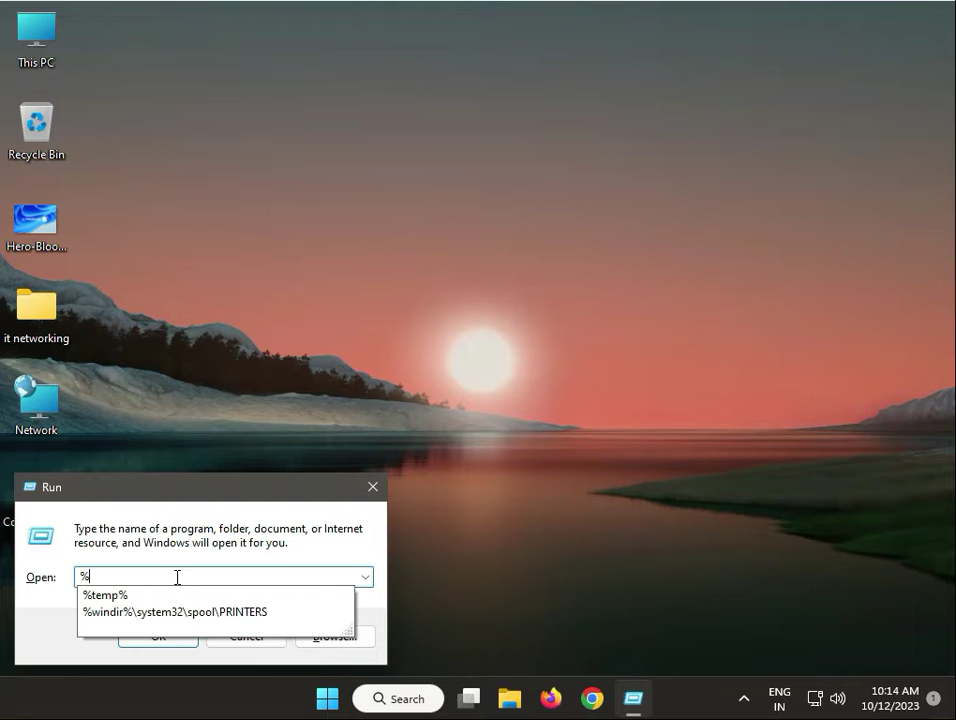 This PC
Recycle Bin
Hero-Bloo...
it networking
Network
Run
Type the name of a program, folder, document, or Internet
resource, and Windows will open it for you.
Open:
%
%temp%
%windir%\system32\spool\PRINTERS
OK
Cancel
Browse...
Search
ENG
IN
10:14 AM
10/12/2023
1